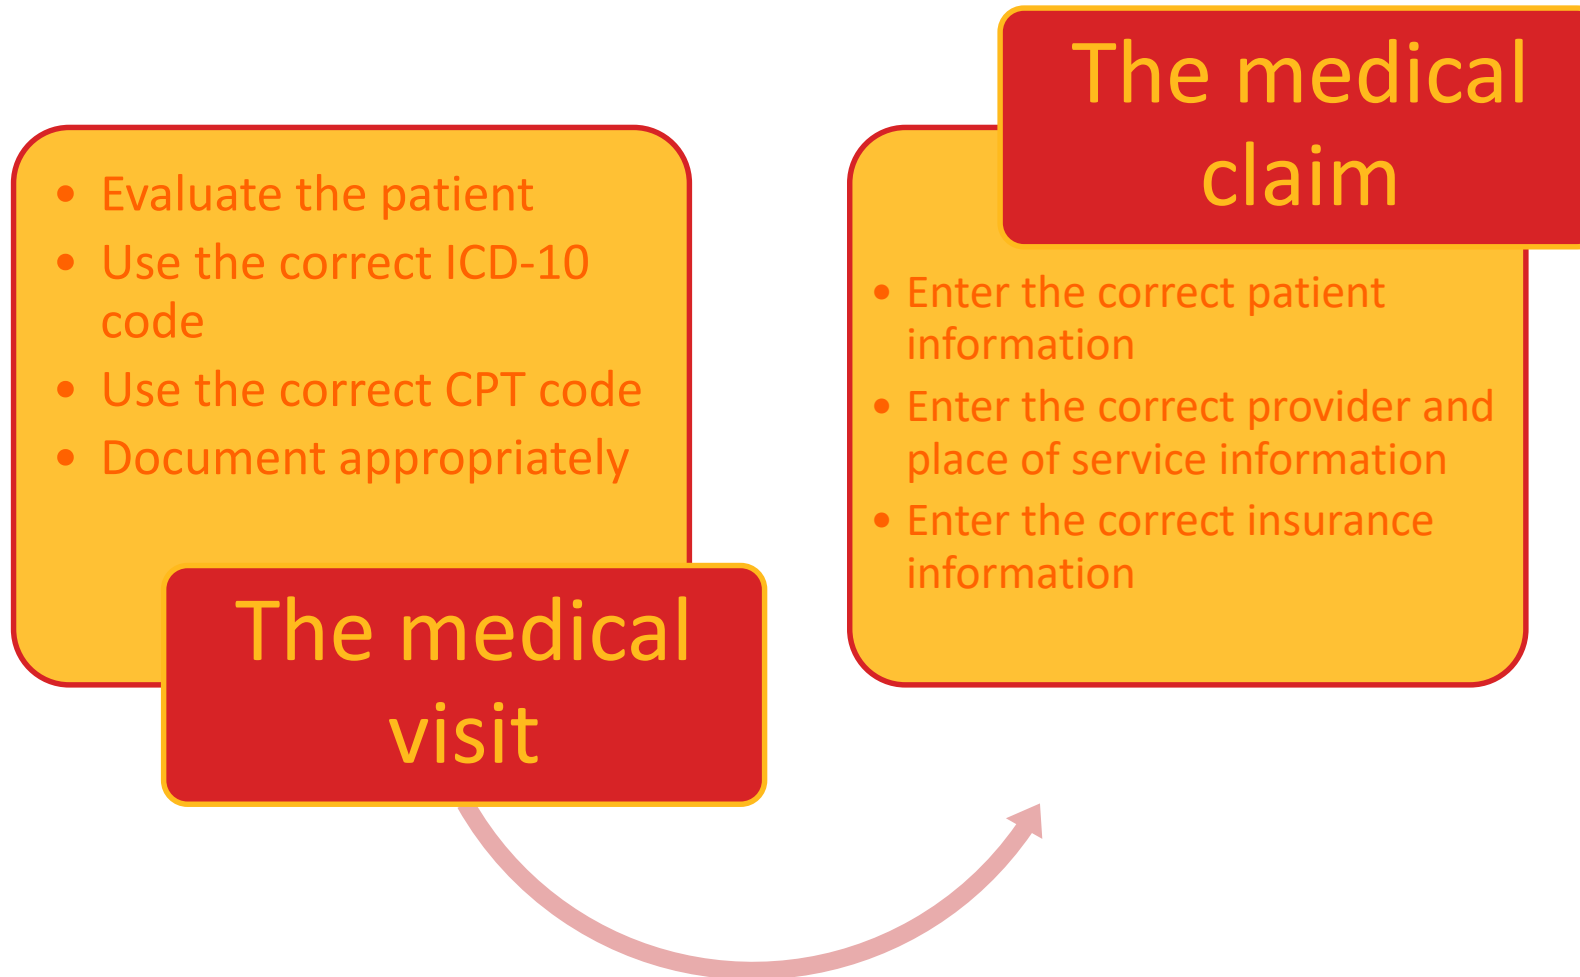 • Evaluate the patient
• Use the correct ICD-10
code
• Use the correct CPT code
• Document appropriately
The medical
visit
The medical
claim
• Enter the correct patient
information
• Enter the correct provider and
place of service information
• Enter the correct insurance
information